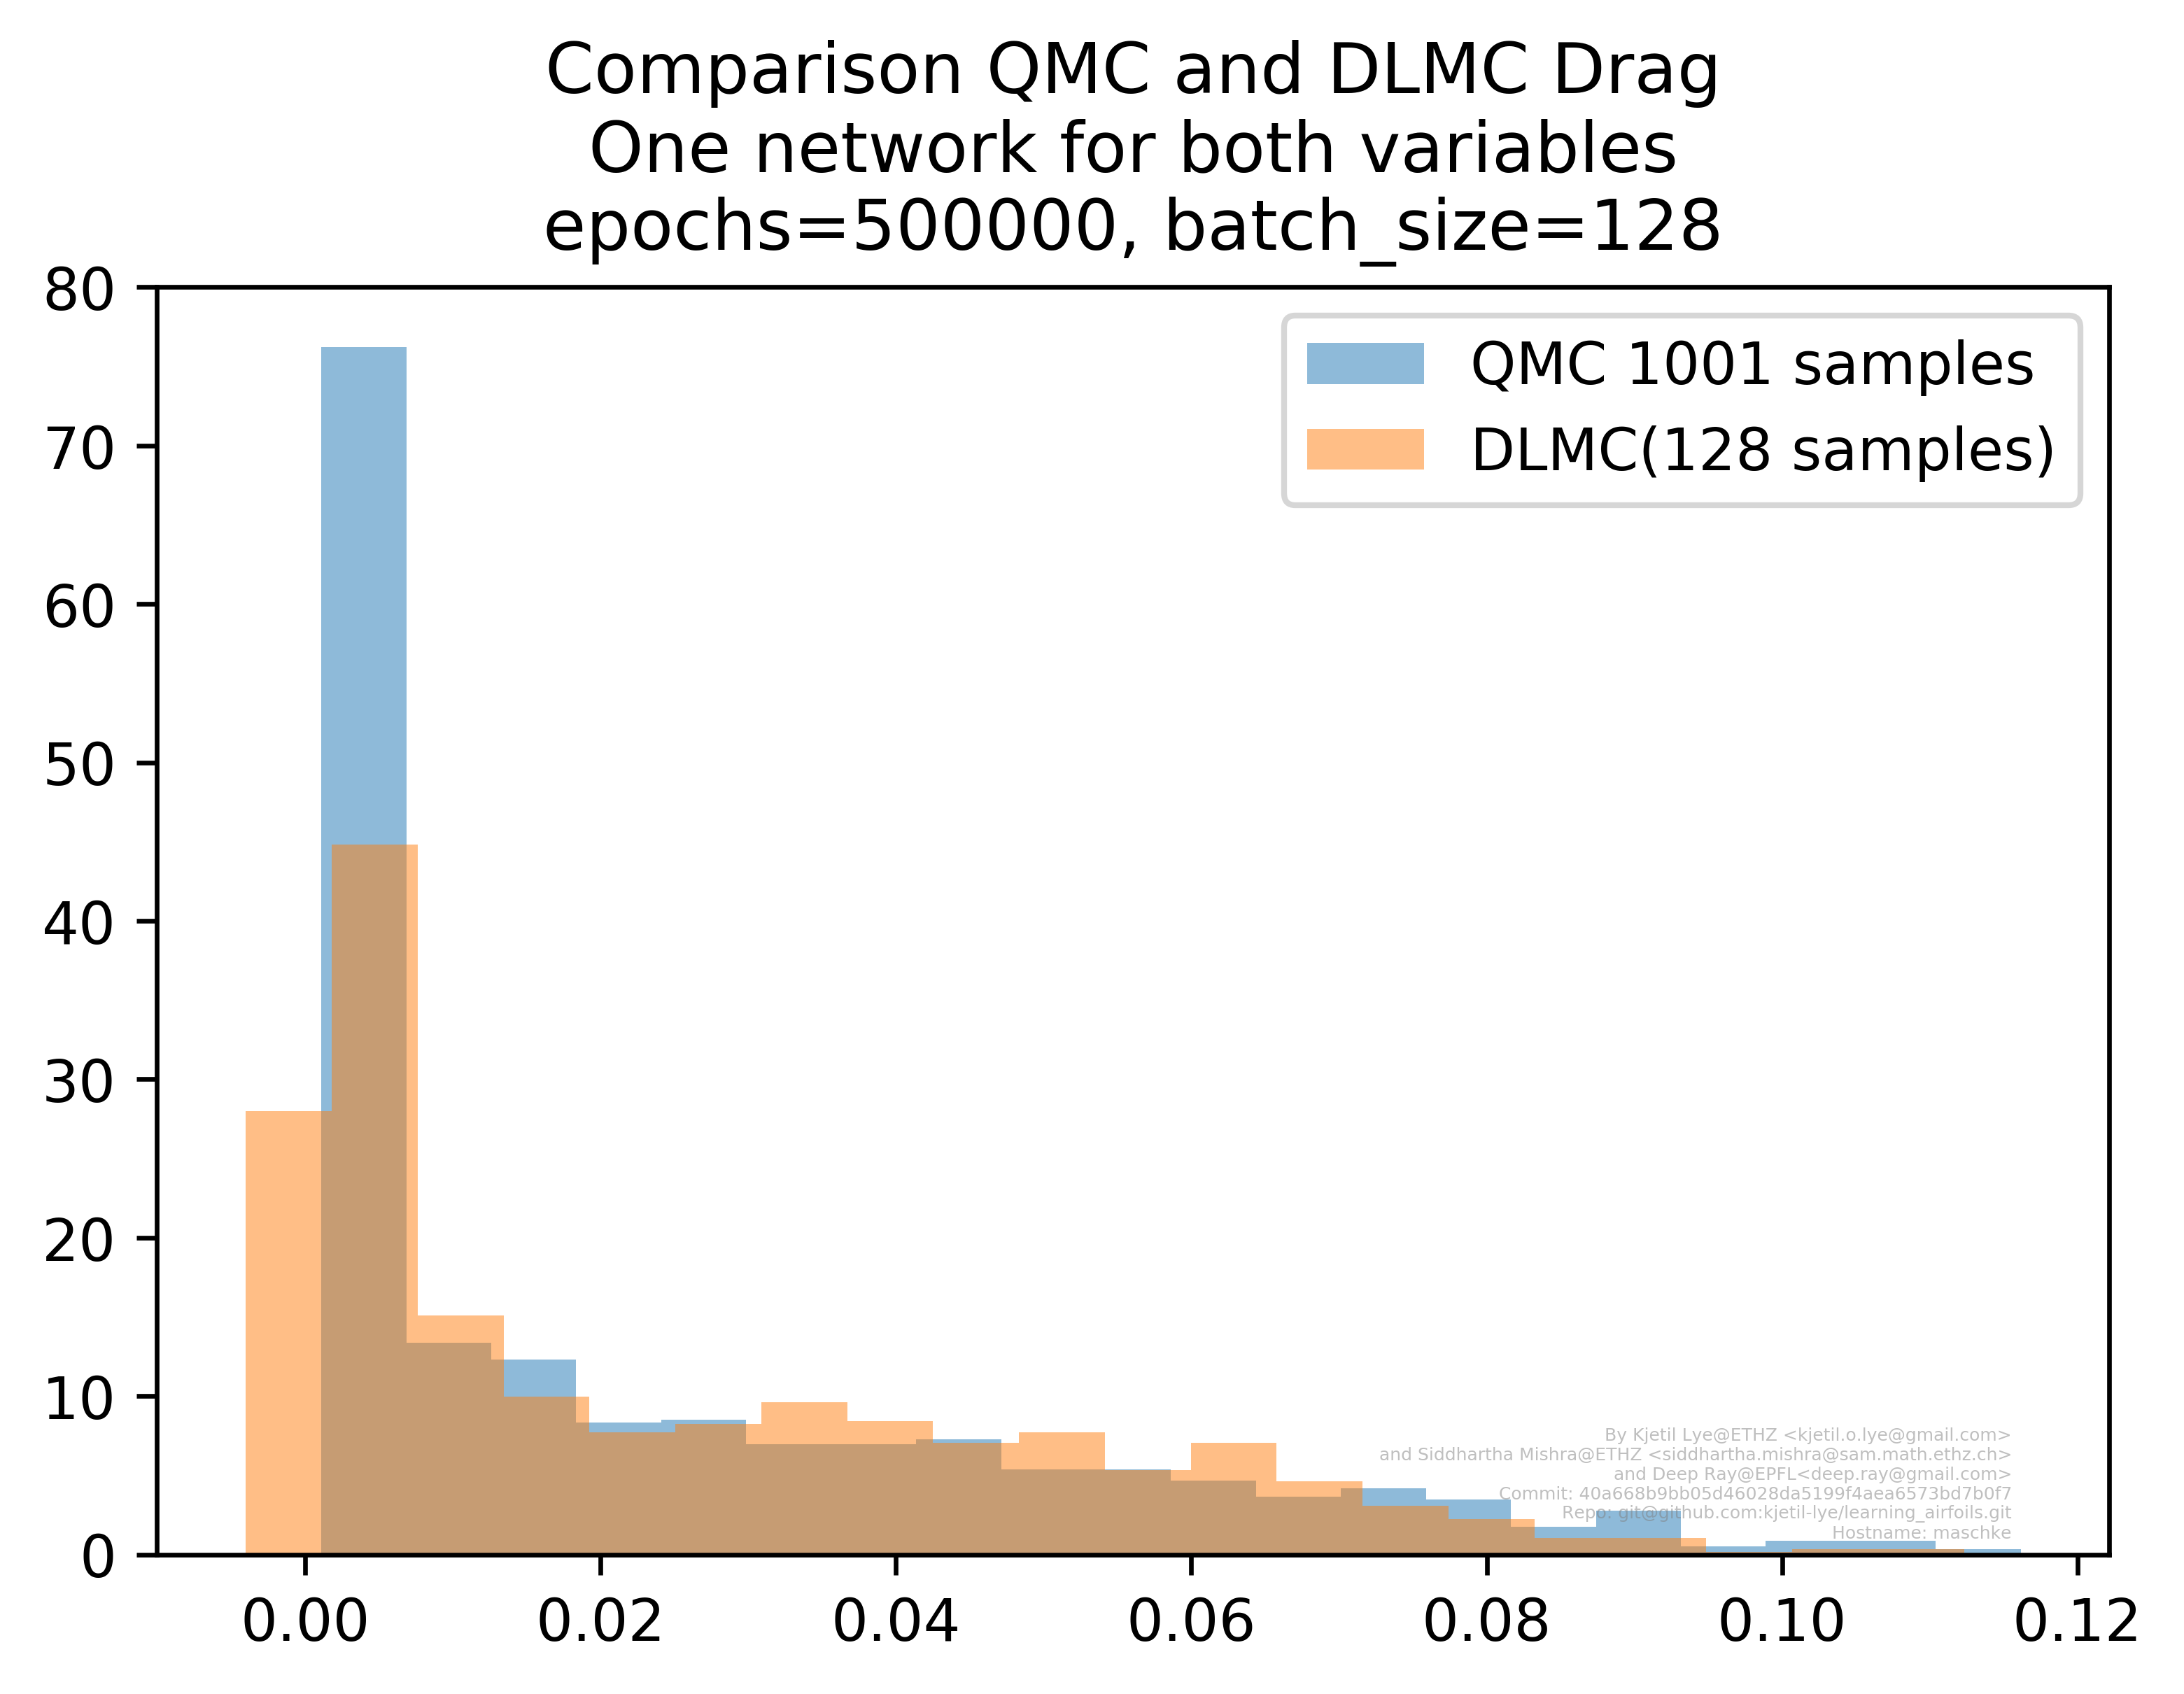 Comparison QMC and DLMC Drag
One network for both variables
epochs=500000, batch_size=128
80
70
60
50
40
30
20
10
0
QMC 1001 samples
DLMC(128 samples)
By Kjetil Lye@ETHZ <kjetil.o.lye@gmail.com>
and Siddhartha Mishra@ETHZ <siddhartha.mishra@sam.math.ethz.ch>
and Deep Ray@EPFL<deep.ray@gmail.com>
Commit: 40a668b9bb05d46028da5199f4aea6573bd7b0f7
Repo: git@github.com:kjetil-lye/learning_airfoils.git
Hostname: maschke
0.00 0.02 0.04 0.06 0.08 0.10 0.12